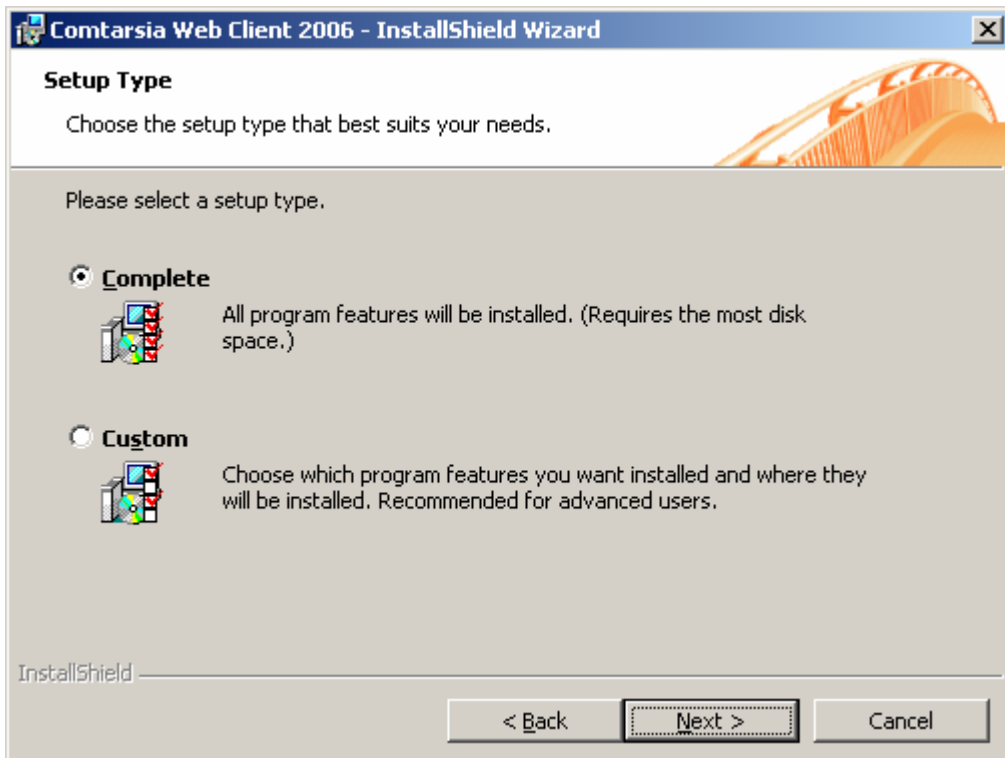 Comtarsia Web Client 2006 - InstallShield Wizard
Setup Type
Choose the setup type that best suits your needs.
Please select a setup type.
Complete
All program features will be installed. (Requires the most disk
space.)
Custom
Choose which program features you want installed and where they
will be installed. Recommended for advanced users.
InstallShield
< Back
Next >
Cancel